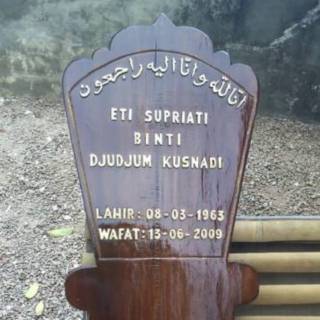 انا لله وانا اليه راجعون
ETI SUPRIATI
BINTI
DJUDJUM KUSNADI
LAHIR: 08-03-1963
WAFAT: 13-06-2009